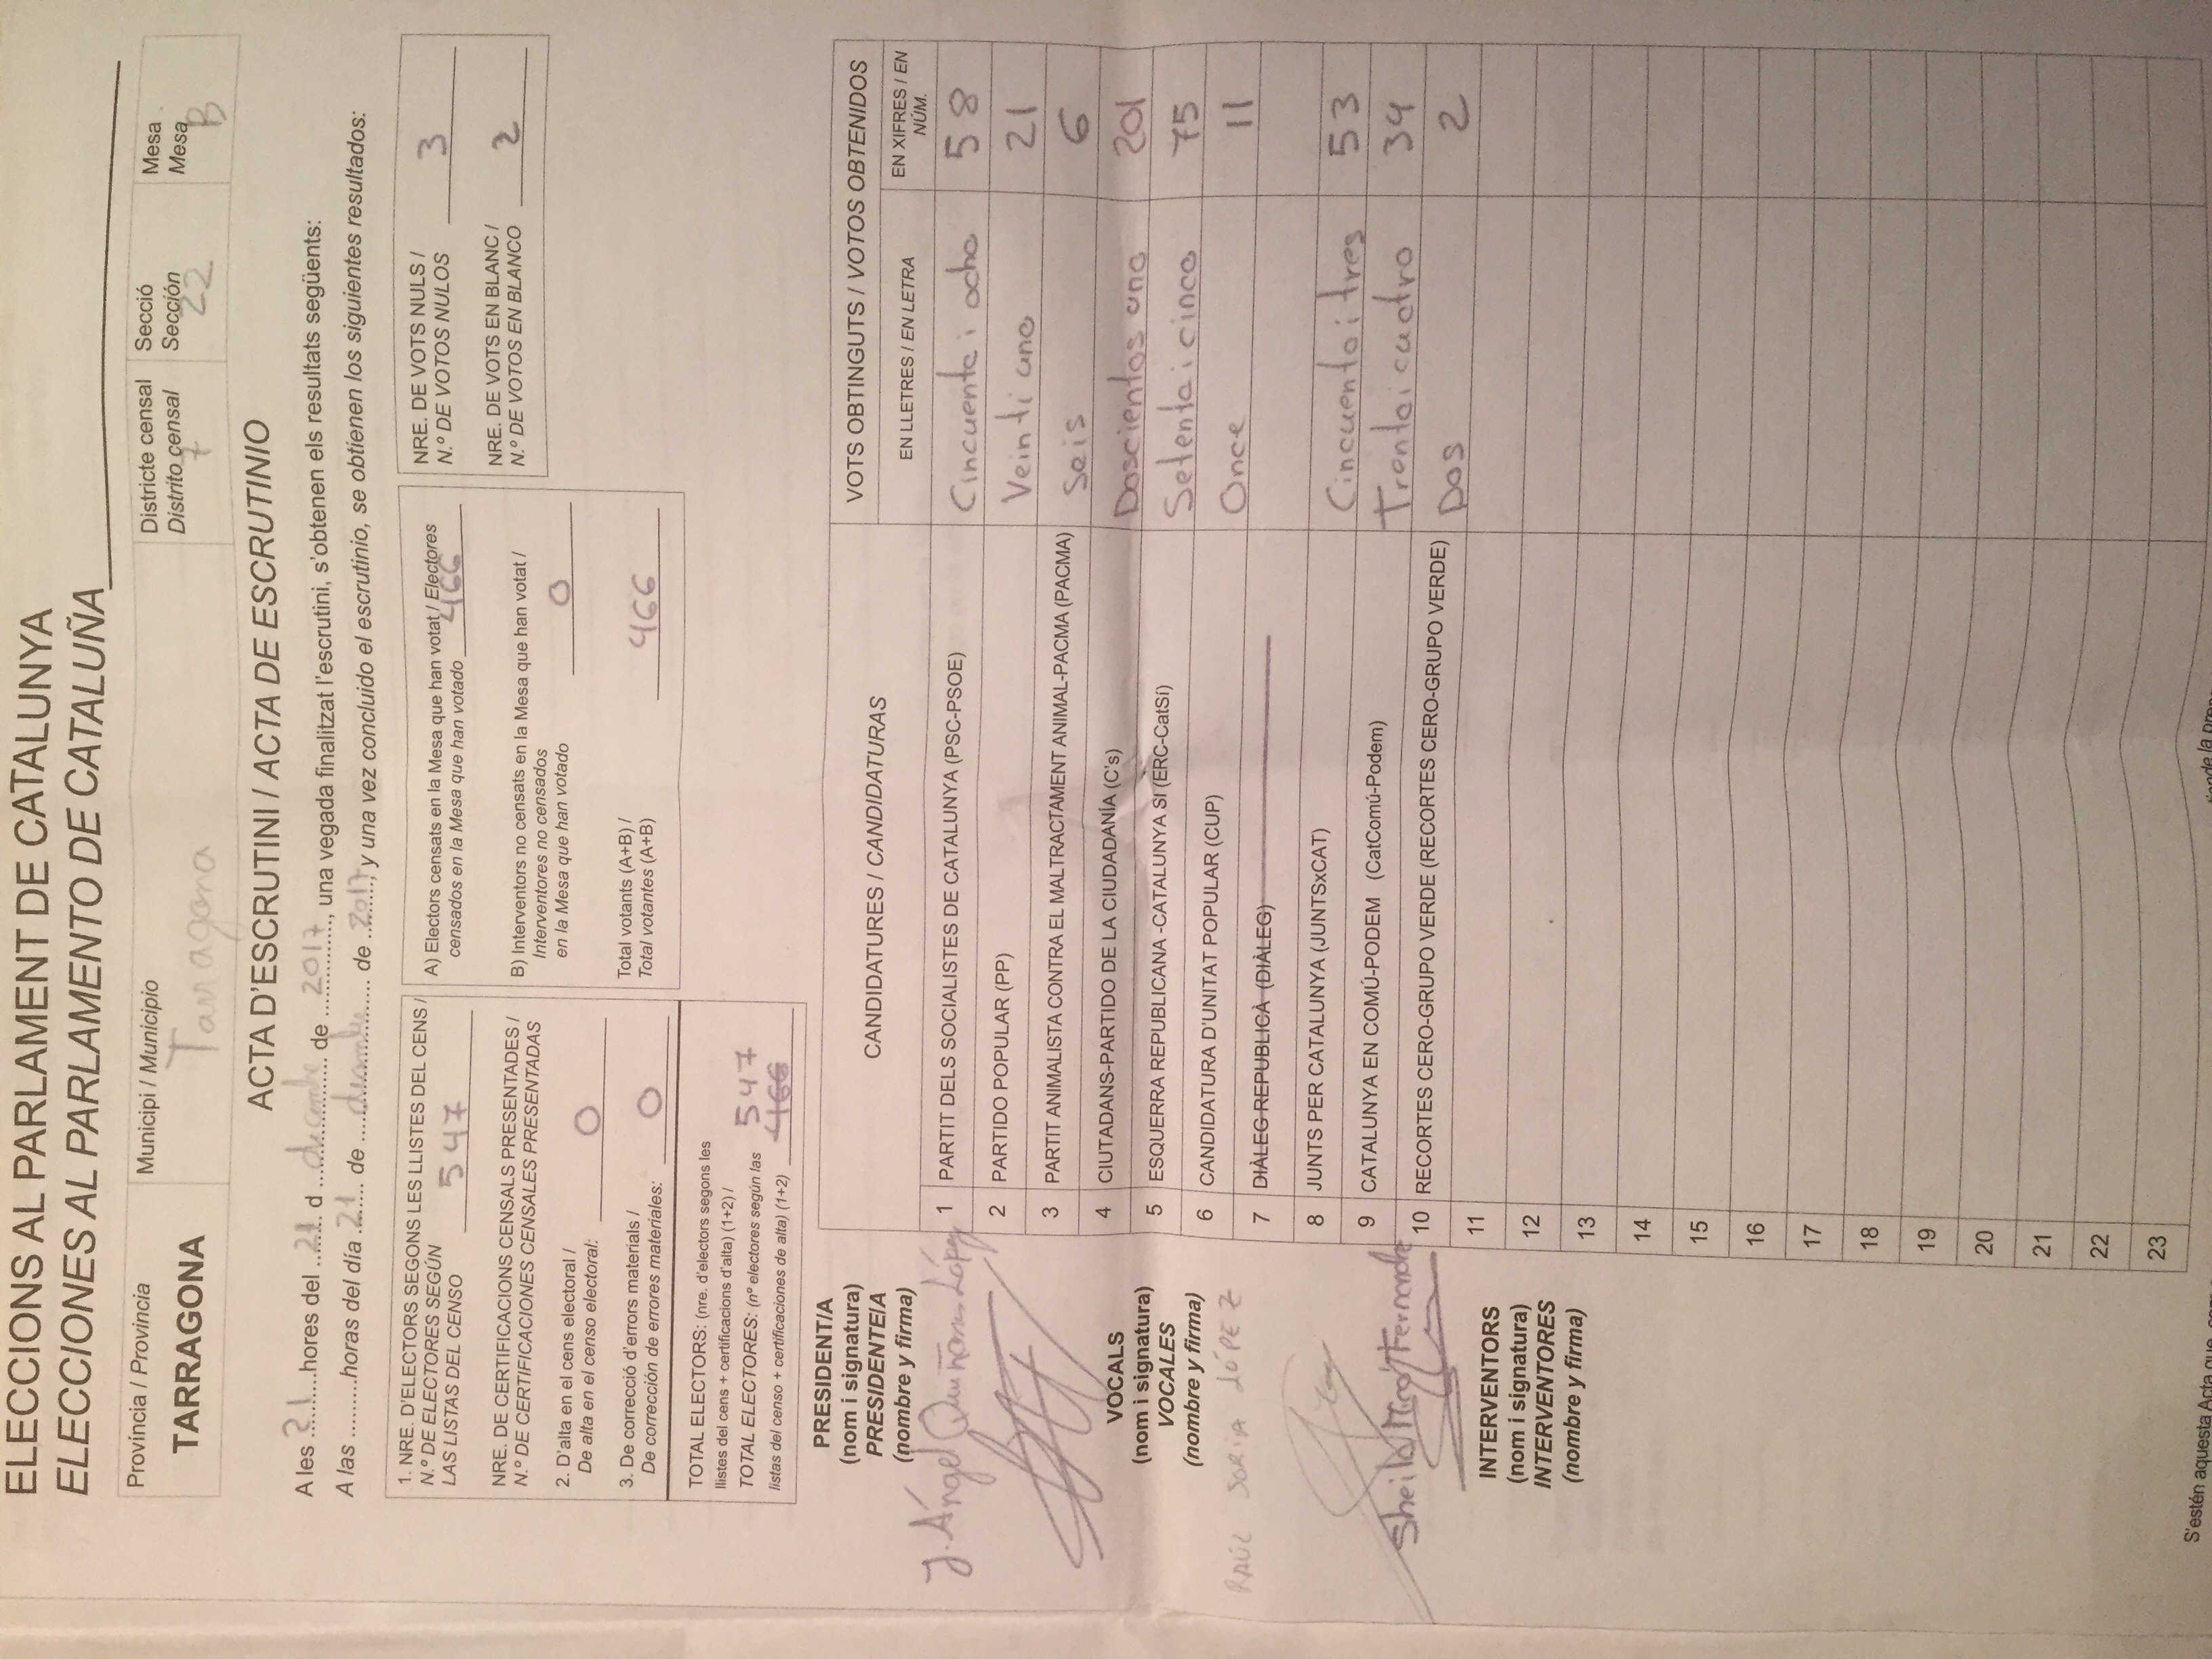 ELECCIONS AL PARLAMENT DE CATALUNYA
ELECCIONES AL PARLAMENTO DE CATALUÑA
Província / Provincia
TARRAGONA
Municipi / Municipio
Tarragona
Districte censal
Distrito censal
7
Secció
Sección
22
Mesa
Mesa
B
ACTA D'ESCRUTINI / ACTA DE ESCRUTINIO
A les 21 hores del 21 d decembre de 2017, una vegada finalitzat l'escrutini, s'obtenen els resultats següents:
A las .........horas del día 21 de diciembre de 2017, y una vez concluido el escrutinio, se obtienen los siguientes resultados:
1. NRE. D'ELECTORS SEGONS LES LLISTES DEL CENS /
N.º DE ELECTORES SEGÚN
LAS LISTAS DEL CENSO 547
NRE. DE CERTIFICACIONS CENSALS PRESENTADES /
N.º DE CERTIFICACIONES CENSALES PRESENTADAS
2. D'alta en el cens electoral /
De alta en el censo electoral: 0
3. De correcció d'errors materials /
De corrección de errores materiales: 0
TOTAL ELECTORS: (nre. d'electors segons les
llistes del cens + certificacions d'alta) (1+2) /
TOTAL ELECTORES: (nº electores según las 547
listas del censo + certificaciones de alta) (1+2) 466
A) Electors censats en la Mesa que han votat / Electores
censados en la Mesa que han votado 466
B) Interventors no censats en la Mesa que han votat /
Interventores no censados
en la Mesa que han votado 0
Total votants (A+B) /
Total votantes (A+B) 466
NRE. DE VOTS NULS /
N.º DE VOTOS NULOS 3
NRE. DE VOTS EN BLANC /
N.º DE VOTOS EN BLANCO 2
PRESIDENT/A
(nom i signatura)
PRESIDENTE/A
(nombre y firma)
J. Ángel Quiñones López
VOCALS
(nom i signatura)
VOCALES
(nombre y firma)
RAÚL SORIA LÓPEZ
Sheila
INTERVENTORS
(nom i signatura)
INTERVENTORES
(nombre y firma)
CANDIDATURES / CANDIDATURAS
VOTS OBTINGUTS / VOTOS OBTENIDOS
EN LLETRES / EN LETRA
EN XIFRES / EN NÚM.
1 PARTIT DELS SOCIALISTES DE CATALUNYA (PSC-PSOE) Cincuenta i ocho 58
2 PARTIDO POPULAR (PP) Veinti uno 21
3 PARTIT ANIMALISTA CONTRA EL MALTRACTAMENT ANIMAL-PACMA (PACMA) Seis 6
4 CIUTADANS-PARTIDO DE LA CIUDADANÍA (C's) Doscientos uno 201
5 ESQUERRA REPUBLICANA -CATALUNYA SÍ (ERC-CatSí) Setenta i cinco 75
6 CANDIDATURA D'UNITAT POPULAR (CUP) Once 11
7 DIÀLEG REPUBLICÀ (DIÀLEG)
8 JUNTS PER CATALUNYA (JUNTSxCAT) Cincuenta i tres 53
9 CATALUNYA EN COMÚ-PODEM (CatComú-Podem) Trenta i cuatro 34
10 RECORTES CERO-GRUPO VERDE (RECORTES CERO-GRUPO VERDE) Dos 2
11
12
13
14
15
16
17
18
19
20
21
22
23
S'estén aquesta Acta que,